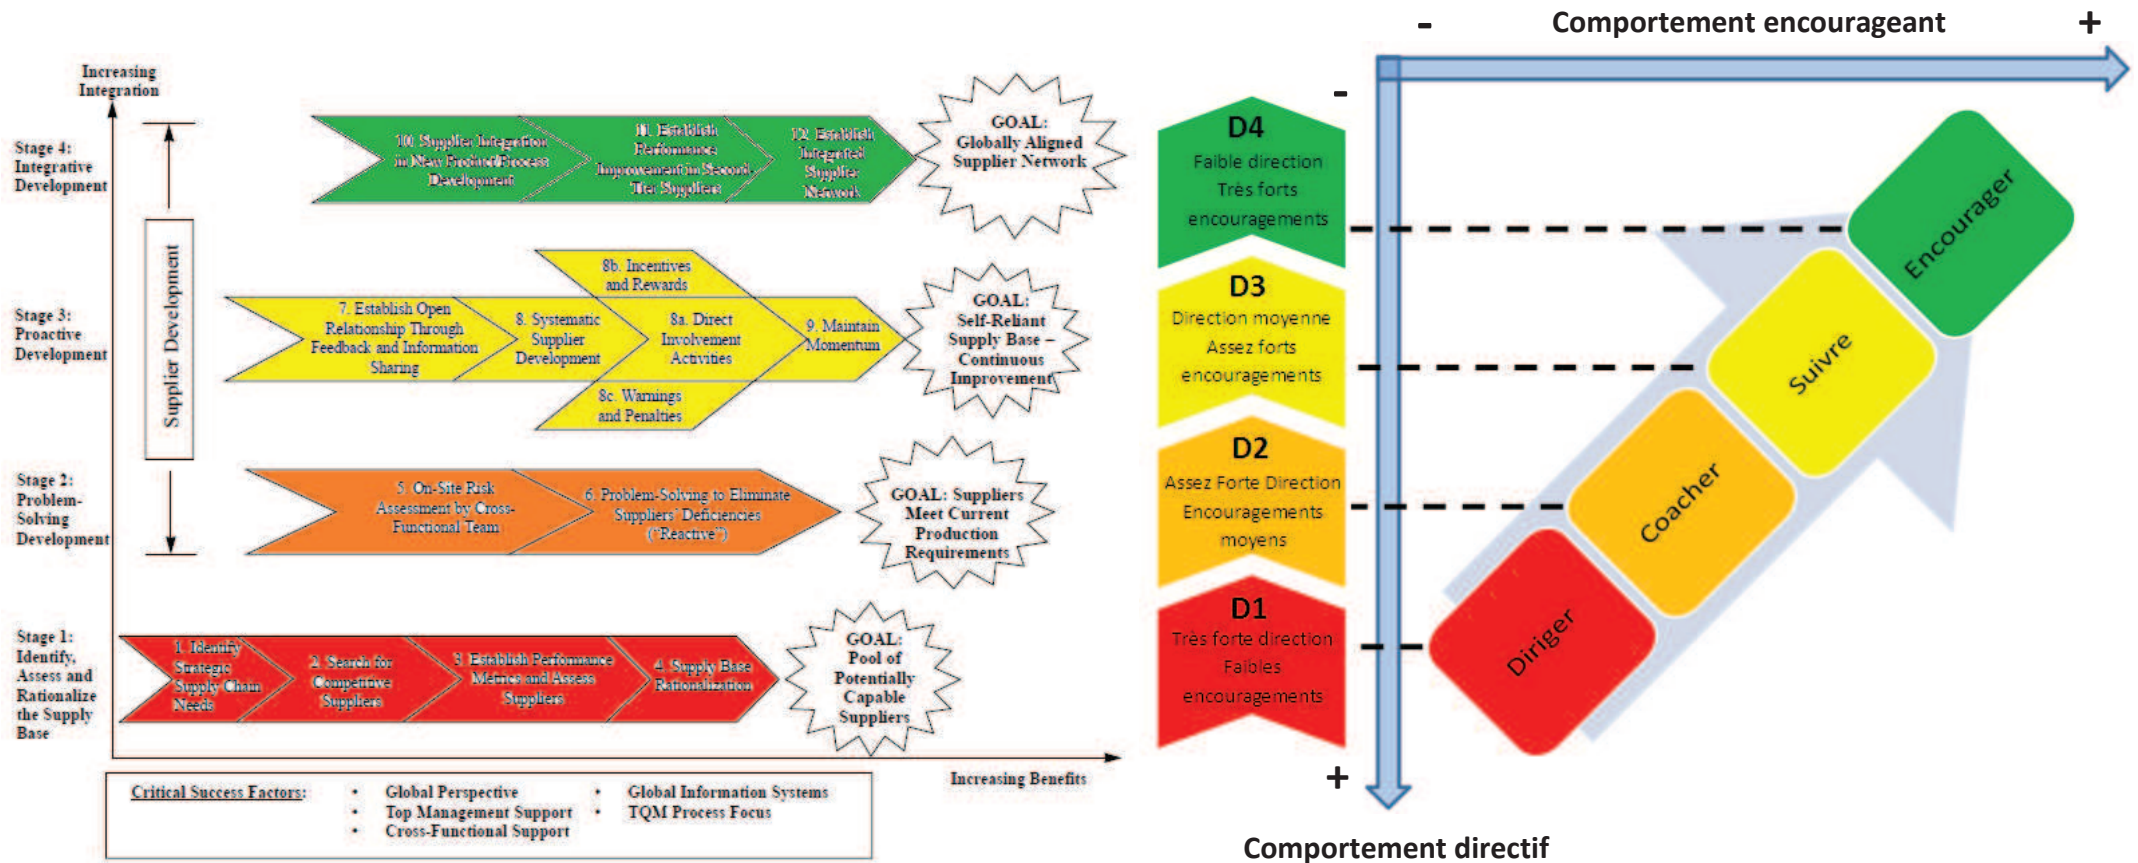 Increasing
Integration
Stage 4:
Integrative
Development
10. Supplier Integration
in New Product/Process
Development
11. Establish
Performance
Improvement in Second-
Tier Suppliers
12. Establish
Integrated
Supplier
Network
GOAL:
Globally Aligned
Supplier Network
Supplier Development
Stage 3:
Proactive
Development
7. Establish Open
Relationship Through
Feedback and Information
Sharing
8. Systematic
Supplier
Development
8b. Incentives
and Rewards
8a. Direct
Involvement
Activities
8c. Warnings
and Penalties
9. Maintain
Momentum
GOAL:
Self-Reliant
Supply Base –
Continuous
Improvement
Stage 2:
Problem-
Solving
Development
5. On-Site Risk
Assessment by Cross-
Functional Team
6. Problem-Solving to Eliminate
Suppliers' Deficiencies
("Reactive")
GOAL: Suppliers
Meet Current
Production
Requirements
Stage 1:
Identify,
Assess and
Rationalize
the Supply
Base
1. Identify
Strategic
Supply Chain
Needs
2. Search for
Competitive
Suppliers
3. Establish Performance
Metrics and Assess
Suppliers
4. Supply Base
Rationalization
GOAL:
Pool of
Potentially
Capable
Suppliers
Increasing Benefits
Critical Success Factors:
• Global Perspective
• Top Management Support
• Cross-Functional Support
• Global Information Systems
• TQM Process Focus
- Comportement encourageant +
-
D4
Faible direction
Très forts
encouragements
D3
Direction moyenne
Assez forts
encouragements
D2
Assez Forte Direction
Encouragements
moyens
D1
Très forte direction
Faibles
encouragements
+
Encourager
Suivre
Coacher
Diriger
Comportement directif